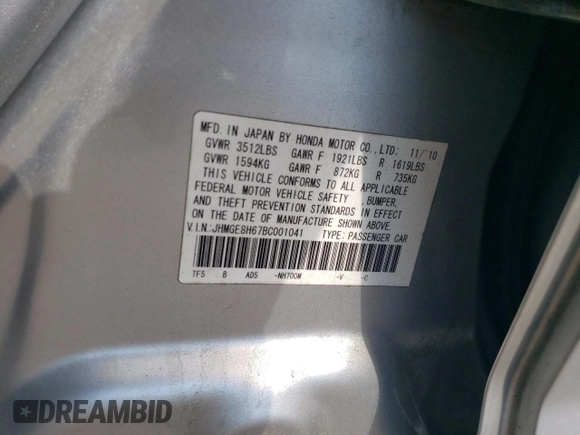 MFD. IN JAPAN BY HONDA MOTOR CO., LTD. 11/'10
GVWR 3512LBS GAWR F 1921LBS R 1619LBS
GVWR 1594KG GAWR F 872KG R 735KG
THIS VEHICLE CONFORMS TO ALL APPLICABLE
FEDERAL MOTOR VEHICLE SAFETY BUMPER,
AND THEFT PREVENTION STANDARDS IN EFFECT
ON THE DATE OF MANUFACTURE SHOWN ABOVE.
V.I.N:JHMGE8H67BC001041 TYPE: PASSENGER CAR
TF5 B AD5 -NH700M -V -C
DREAMBID